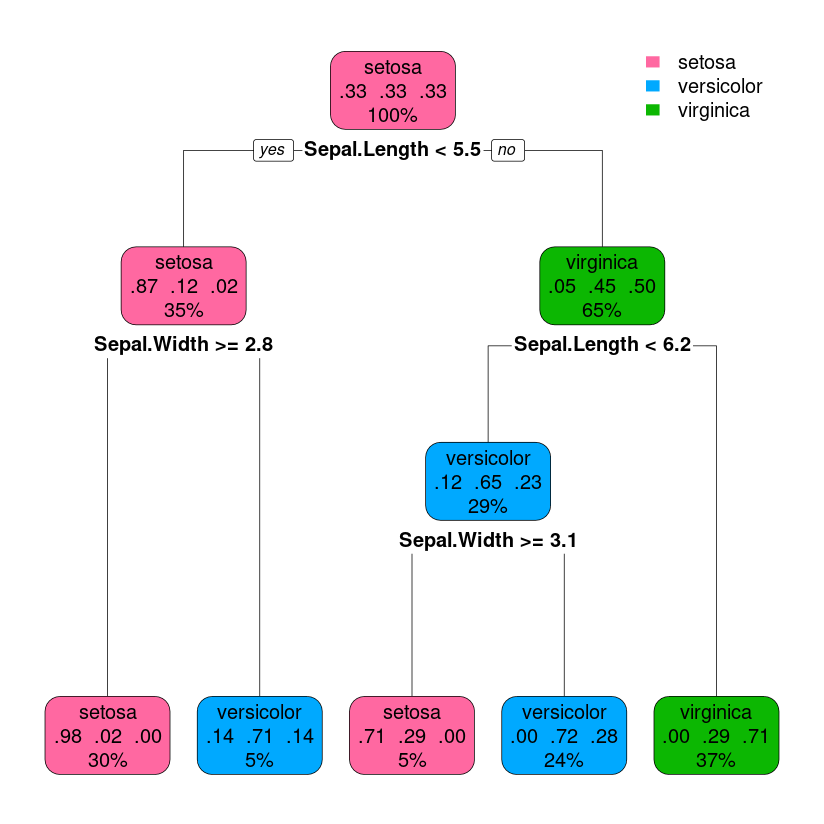 setosa
.33 .33 .33
100%
setosa
versicolor
virginica
yes Sepal.Length < 5.5 no
setosa
.87 .12 .02
35%
virginica
.05 .45 .50
65%
Sepal.Width >= 2.8
Sepal.Length < 6.2
versicolor
.12 .65 .23
29%
Sepal.Width >= 3.1
setosa
.98 .02 .00
30%
versicolor
.14 .71 .14
5%
setosa
.71 .29 .00
5%
versicolor
.00 .72 .28
24%
virginica
.00 .29 .71
37%